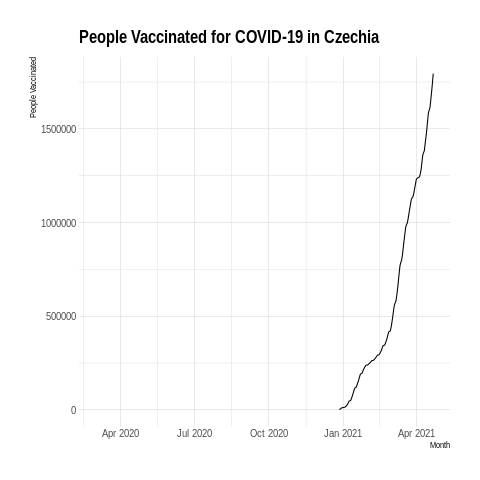 People Vaccinated for COVID-19 in Czechia
People Vaccinated
1500000
1000000
500000
0
Apr 2020 Jul 2020 Oct 2020 Jan 2021 Apr 2021
Month